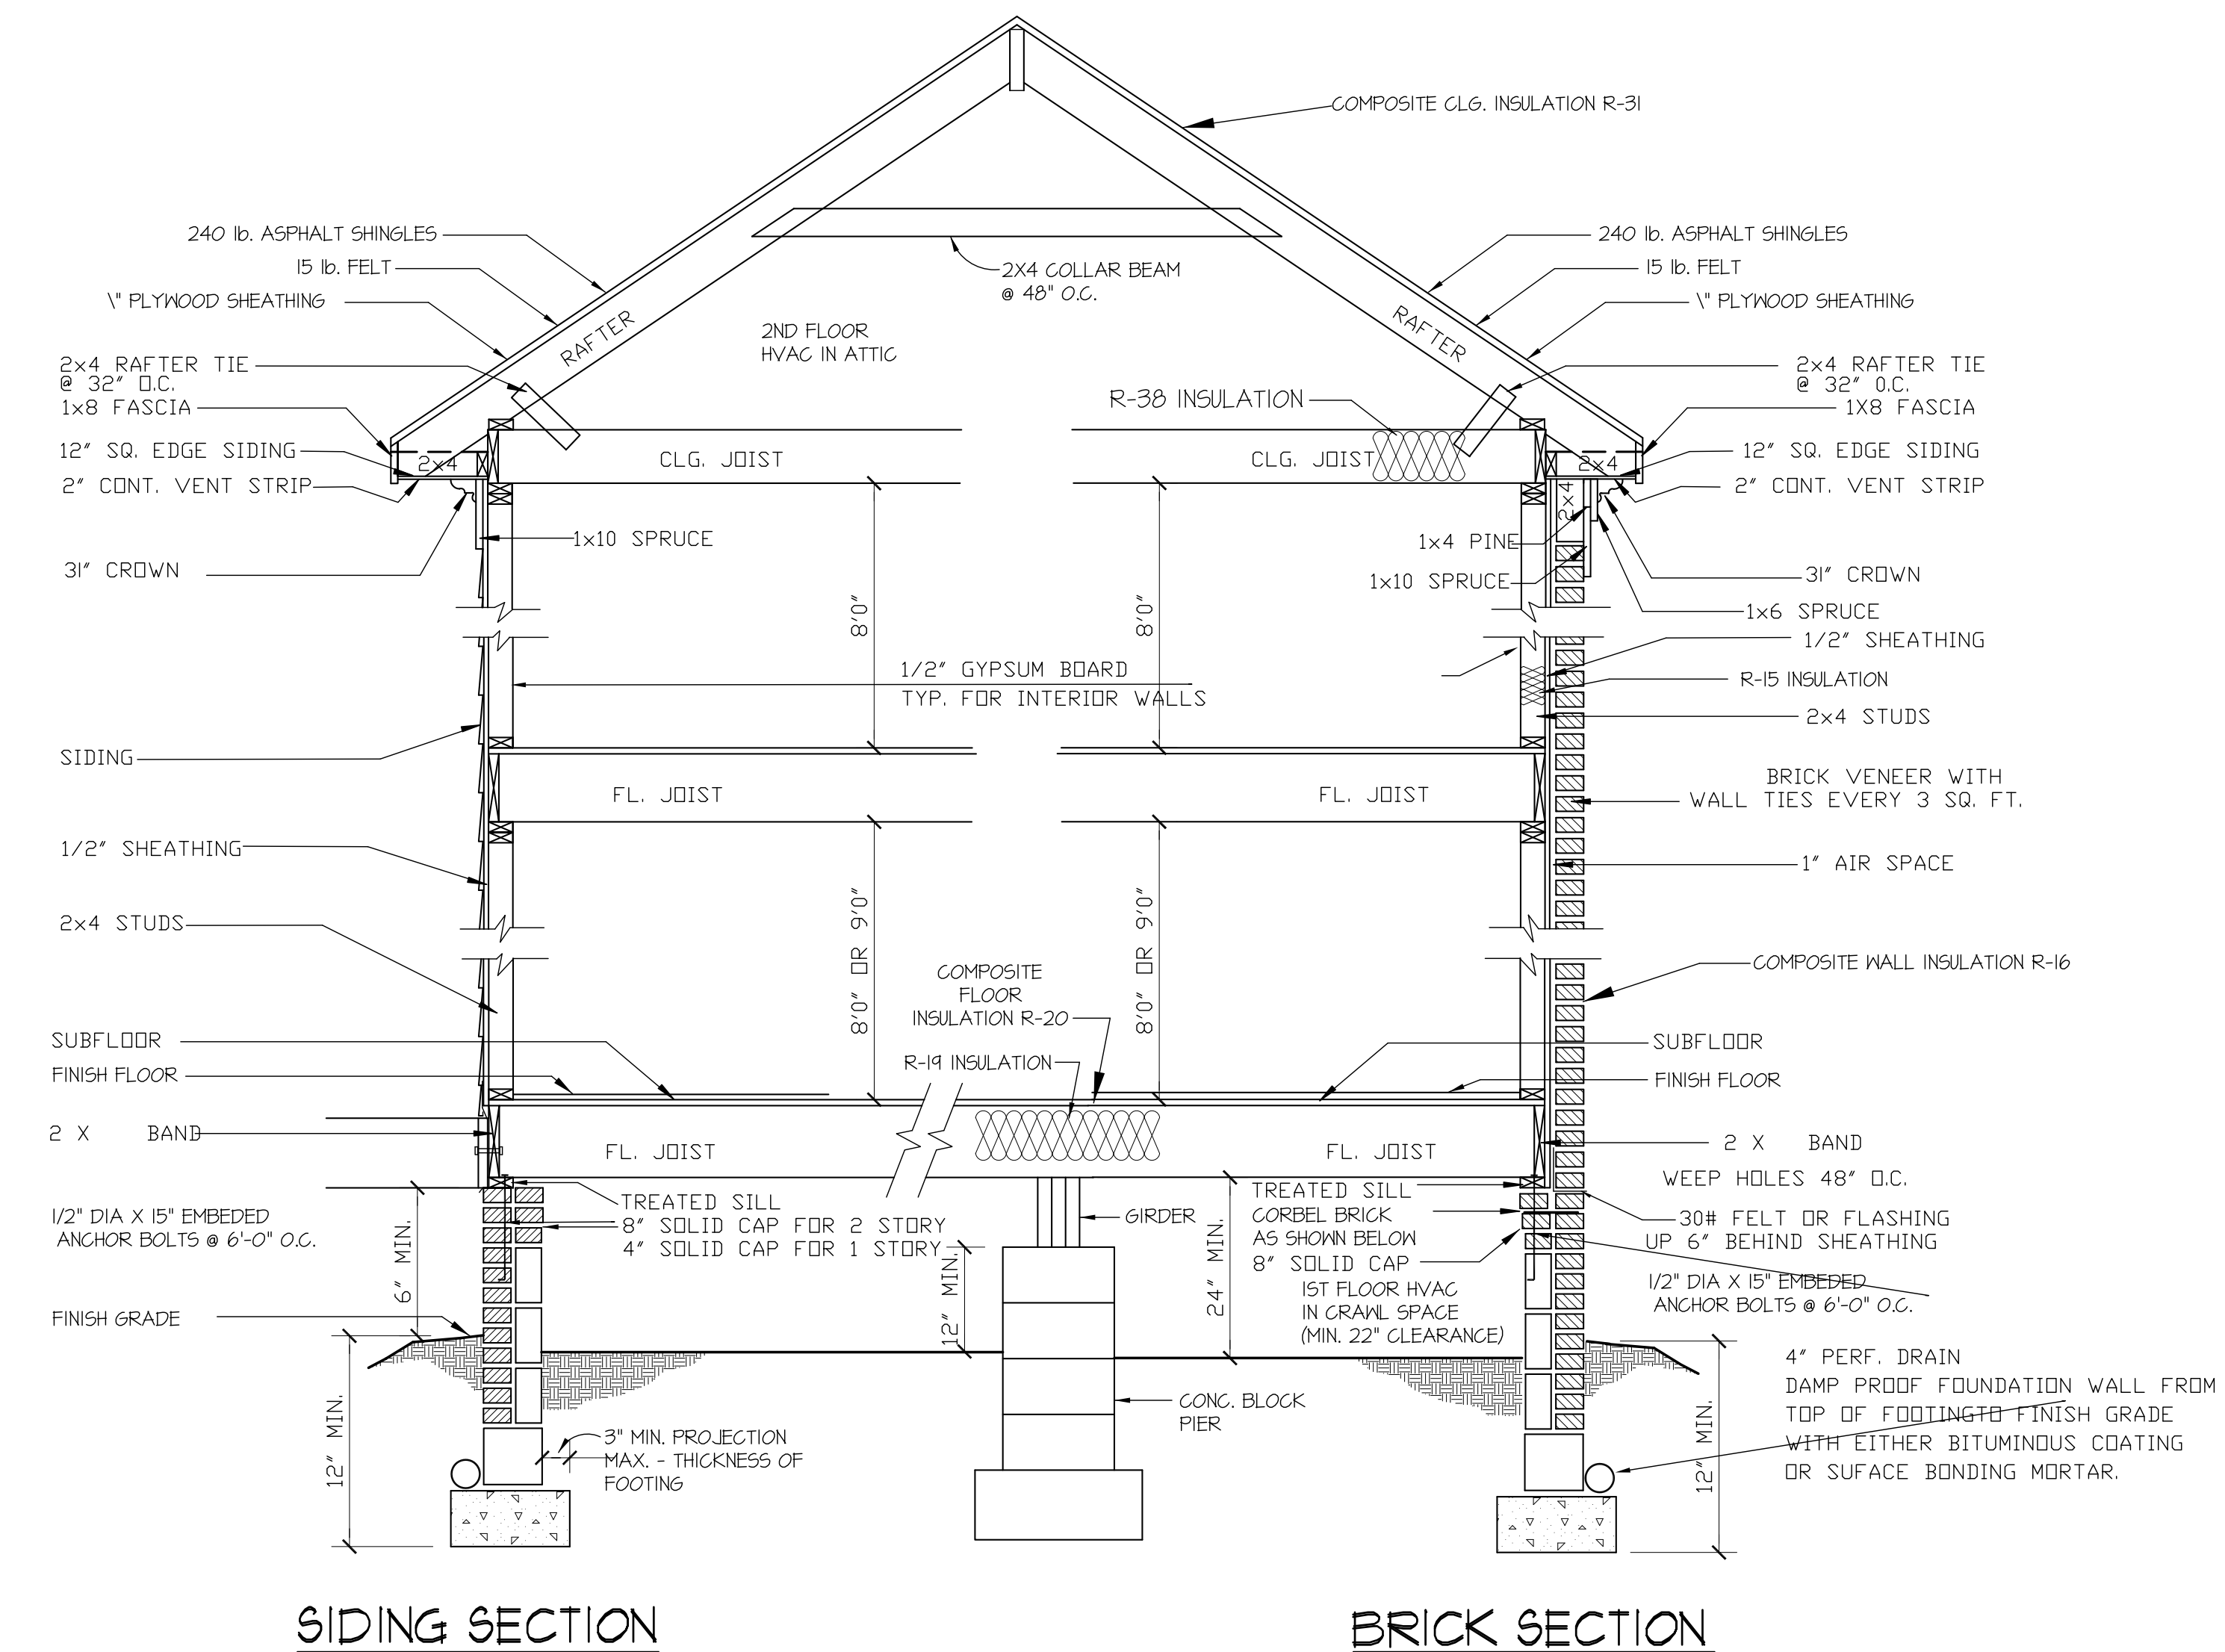 COMPOSITE CLG. INSULATION R-31
240 lb. ASPHALT SHINGLES
15 lb. FELT
\" PLYWOOD SHEATHING
2x4 RAFTER TIE
@ 32" O.C.
1x8 FASCIA
12" SQ. EDGE SIDING
2" CONT. VENT STRIP
31" CROWN
RAFTER
2X4 COLLAR BEAM
@ 48" O.C.
2ND FLOOR
HVAC IN ATTIC
R-38 INSULATION
RAFTER
240 lb. ASPHALT SHINGLES
15 lb. FELT
\" PLYWOOD SHEATHING
2x4 RAFTER TIE
@ 32" O.C.
1X8 FASCIA
12" SQ. EDGE SIDING
2" CONT. VENT STRIP
2x4
CLG. JOIST
CLG. JOIST
2x4
2x4
1x10 SPRUCE
1x4 PINE
1x10 SPRUCE
31" CROWN
1x6 SPRUCE
1/2" SHEATHING
R-15 INSULATION
2x4 STUDS
8'0"
8'0"
1/2" GYPSUM BOARD
TYP. FOR INTERIOR WALLS
SIDING
FL. JOIST
FL. JOIST
BRICK VENEER WITH
WALL TIES EVERY 3 SQ. FT.
1/2" SHEATHING
1" AIR SPACE
2x4 STUDS
8'0" OR 9'0"
8'0" OR 9'0"
COMPOSITE
FLOOR
INSULATION R-20
R-19 INSULATION
COMPOSITE WALL INSULATION R-16
SUBFLOOR
FINISH FLOOR
2 X BAND
SUBFLOOR
FINISH FLOOR
2 X BAND
FL. JOIST
FL. JOIST
WEEP HOLES 48" O.C.
30# FELT OR FLASHING
UP 6" BEHIND SHEATHING
1/2" DIA X 15" EMBEDED
ANCHOR BOLTS @ 6'-0" O.C.
1/2" DIA X 15" EMBEDED
ANCHOR BOLTS @ 6'-0" O.C.
6" MIN.
TREATED SILL
8" SOLID CAP FOR 2 STORY
4" SOLID CAP FOR 1 STORY
GIRDER
12" MIN.
24" MIN.
TREATED SILL
CORBEL BRICK
AS SHOWN BELOW
8" SOLID CAP
1ST FLOOR HVAC
IN CRAWL SPACE
(MIN. 22" CLEARANCE)
FINISH GRADE
12" MIN.
3" MIN. PROJECTION
MAX. - THICKNESS OF
FOOTING
CONC. BLOCK
PIER
12" MIN.
4" PERF. DRAIN
DAMP PROOF FOUNDATION WALL FROM
TOP OF FOOTINGTO FINISH GRADE
WITH EITHER BITUMINOUS COATING
OR SUFACE BONDING MORTAR.
SIDING SECTION
BRICK SECTION